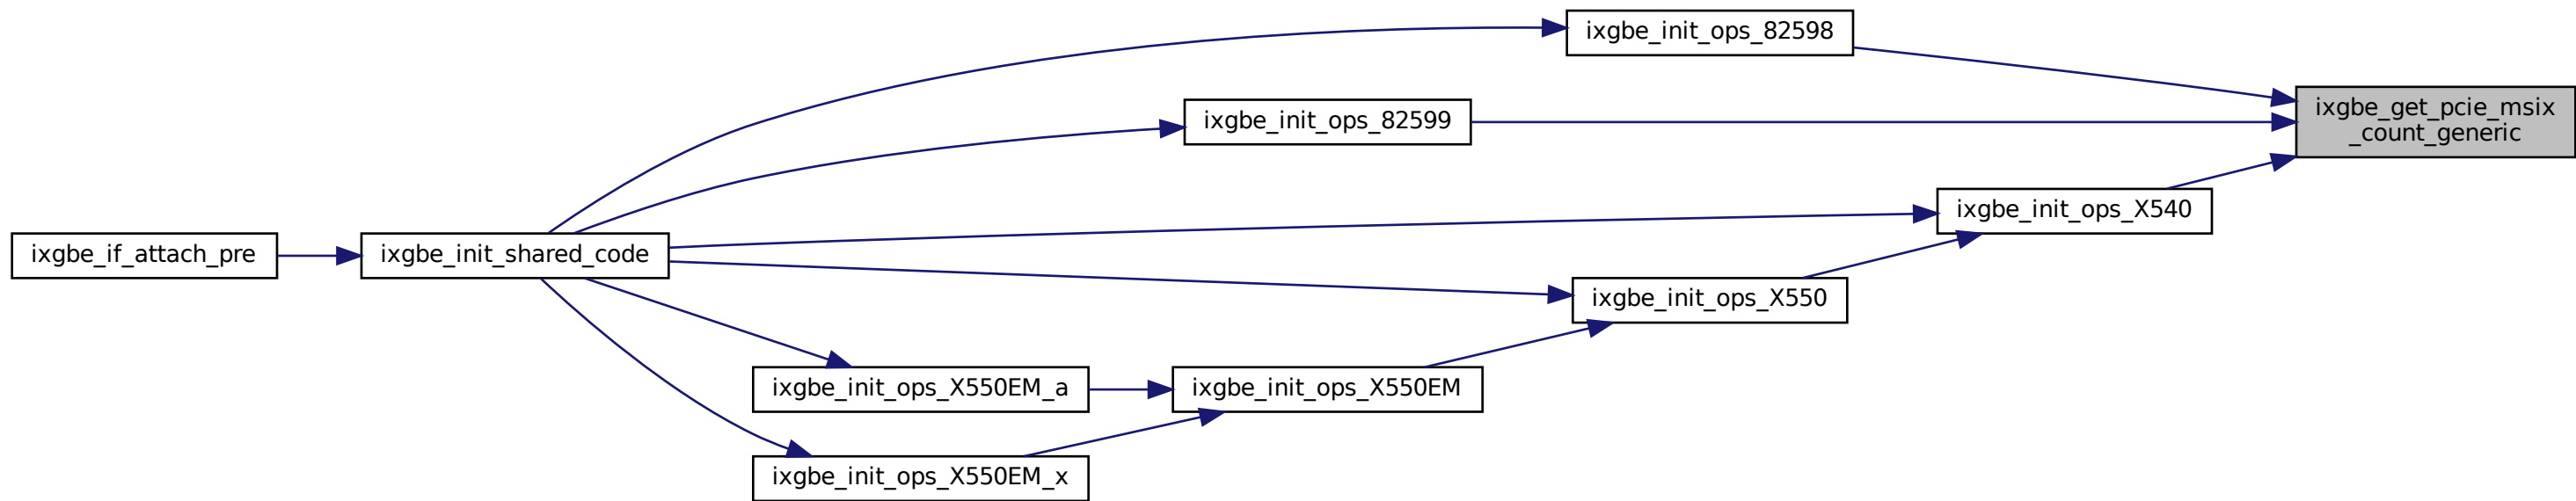 ixgbe_init_ops_82598
ixgbe_get_pcie_msix
_count_generic
ixgbe_init_ops_82599
ixgbe_init_ops_X540
ixgbe_if_attach_pre
ixgbe_init_shared_code
ixgbe_init_ops_X550
ixgbe_init_ops_X550EM_a
ixgbe_init_ops_X550EM
ixgbe_init_ops_X550EM_x